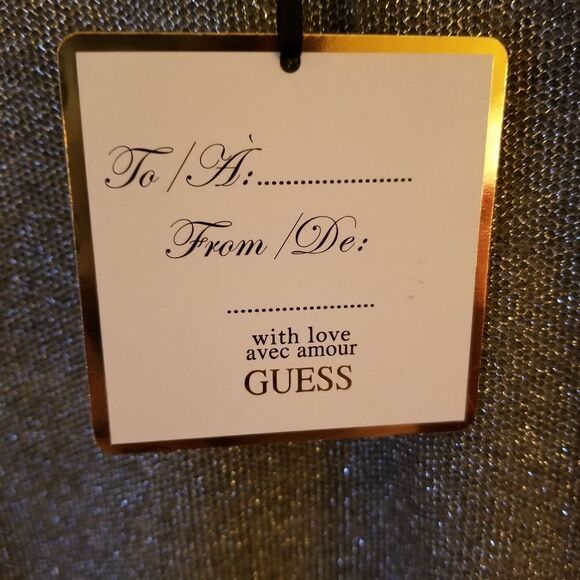 To /À:......................
From /De:
......................
with love
avec amour
GUESS